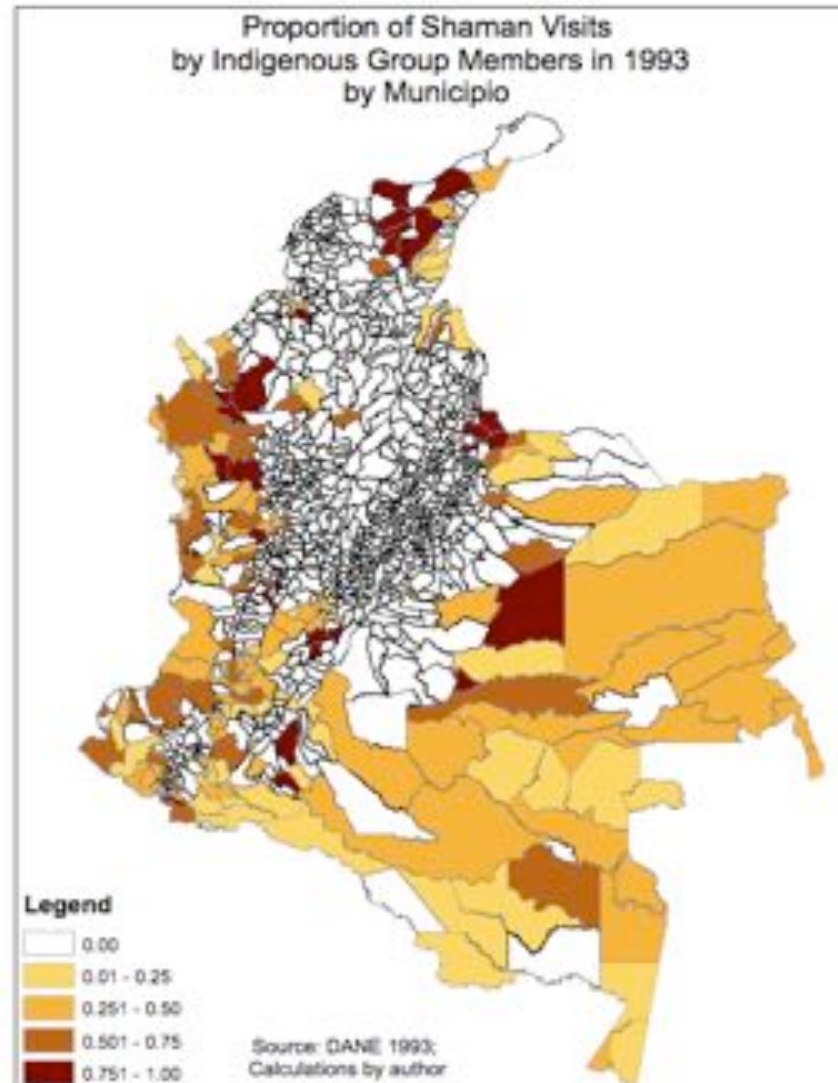 Proportion of Shaman Visits
by Indigenous Group Members in 1993
by Municipio
Legend
0.00
0.01 - 0.25
0.251 - 0.50
0.501 - 0.75
0.751 - 1.00
Source: DANE 1993;
Calculations by author